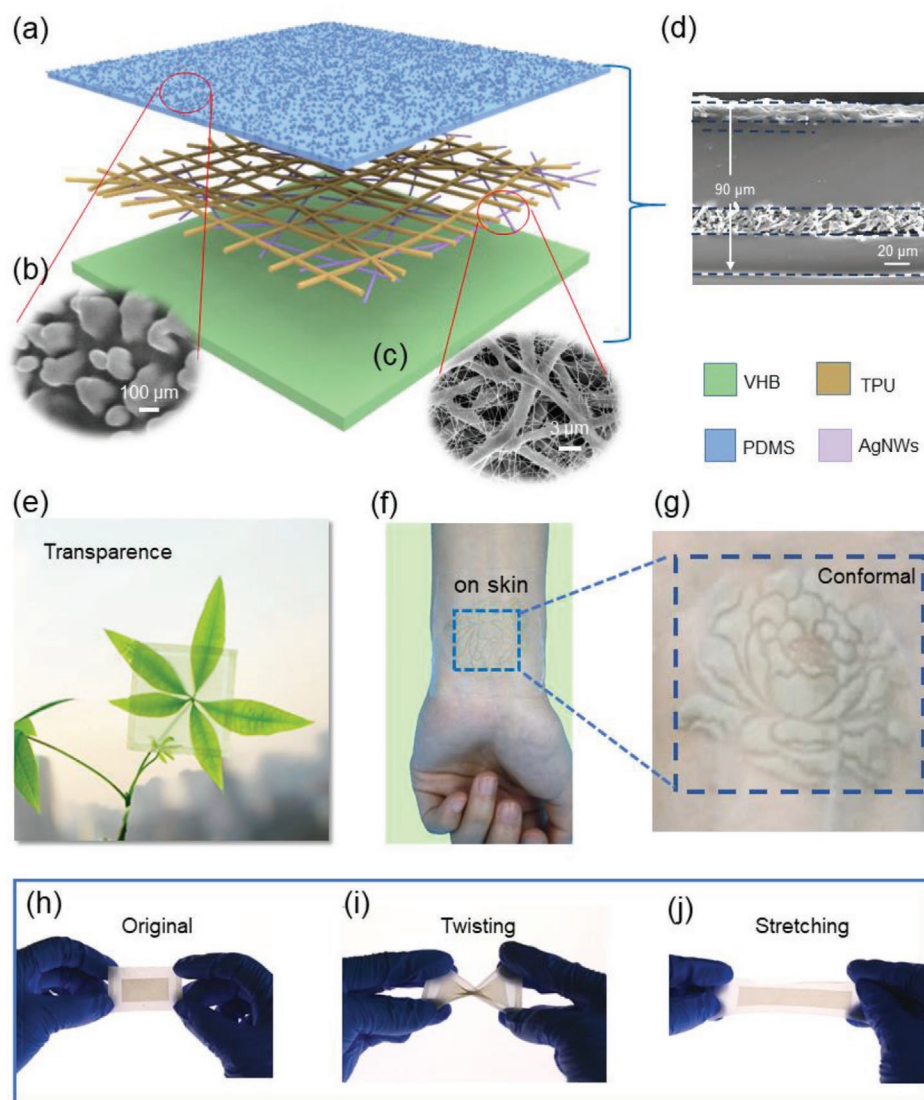 (a)
(d)
90 µm
20 µm
(b)
100 µm
(c)
3 µm
VHB
TPU
PDMS
AgNWs
(e)
Transparence
(f)
on skin
(g)
Conformal
(h)
Original
(i)
Twisting
(j)
Stretching